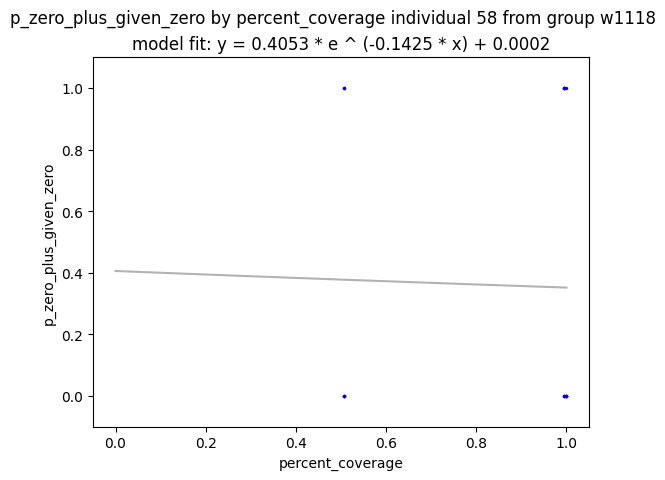 p_zero_plus_given_zero by percent_coverage individual 58 from group w1118
model fit: y = 0.4053 * e ^ (-0.1425 * x) + 0.0002
1.0
0.8
0.6
0.4
0.2
0.0
p_zero_plus_given_zero
0.0 0.2 0.4 0.6 0.8 1.0
percent_coverage